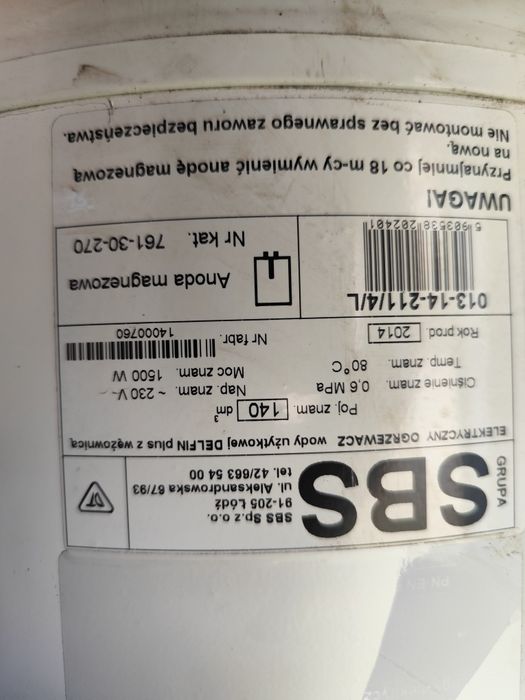 GRUPA
SBS
SBS Sp.z o.o.
91-205 Łódź
ul. Aleksandrowska 67/93
tel. 42/663 54 00
ELEKTRYCZNY OGRZEWACZ wody użytkowej DELFIN plus z wężownicą
Poj. znam. 140 dm³
Ciśnienie znam. 0,6 MPa Nap. znam. ~ 230 V~
Temp. znam. 80°C Moc znam. 1500 W
Rok prod. 2014 Nr fabr. 14000760
013-14-211/4/L
5 903538 202401
Anoda magnezowa
Nr kat. 761-30-270
UWAGA!
Przynajmniej co 18 m-cy wymienić anodę magnezową
na nową.
Nie montować bez sprawnego zaworu bezpieczeństwa.
PN EN